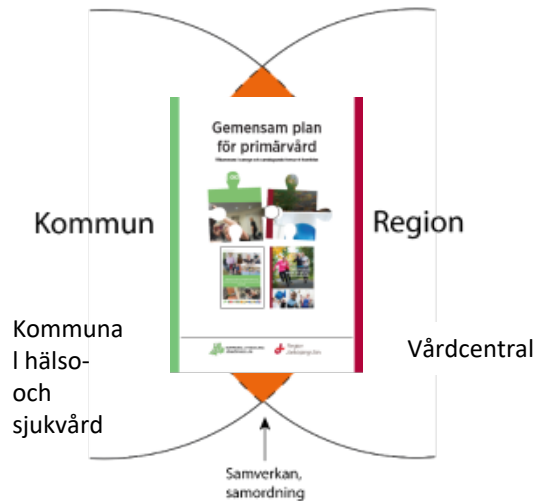 Gemensam plan
för primärvård
Kommun
Region
Kommuna
l hälso-
och
sjukvård
Vårdcentral
Samverkan,
samordning